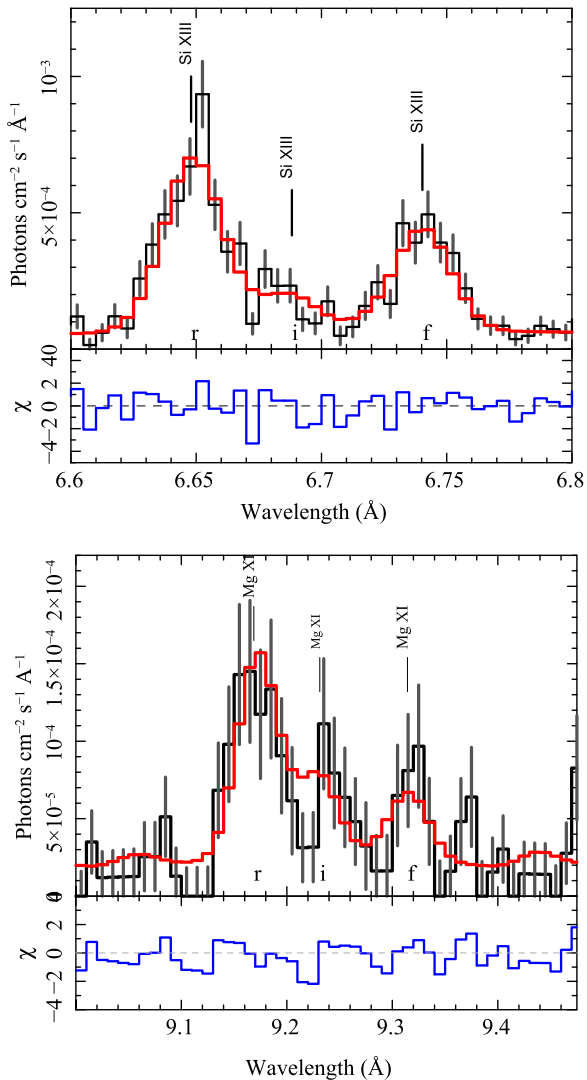 Si XIII
Si XIII
Si XIII
10⁻³
5×10⁻⁴
Photons cm⁻² s⁻¹ Å⁻¹
r i f
40
2
0
−2
−4
χ
6.6 6.65 6.7 6.75 6.8
Wavelength (Å)
Mg XI
Mg XI
Mg XI
2×10⁻⁴
1.5×10⁻⁴
10⁻⁴
5×10⁻⁵
0
Photons cm⁻² s⁻¹ Å⁻¹
r i f
4
2
0
−2
−4
χ
9.1 9.2 9.3 9.4
Wavelength (Å)